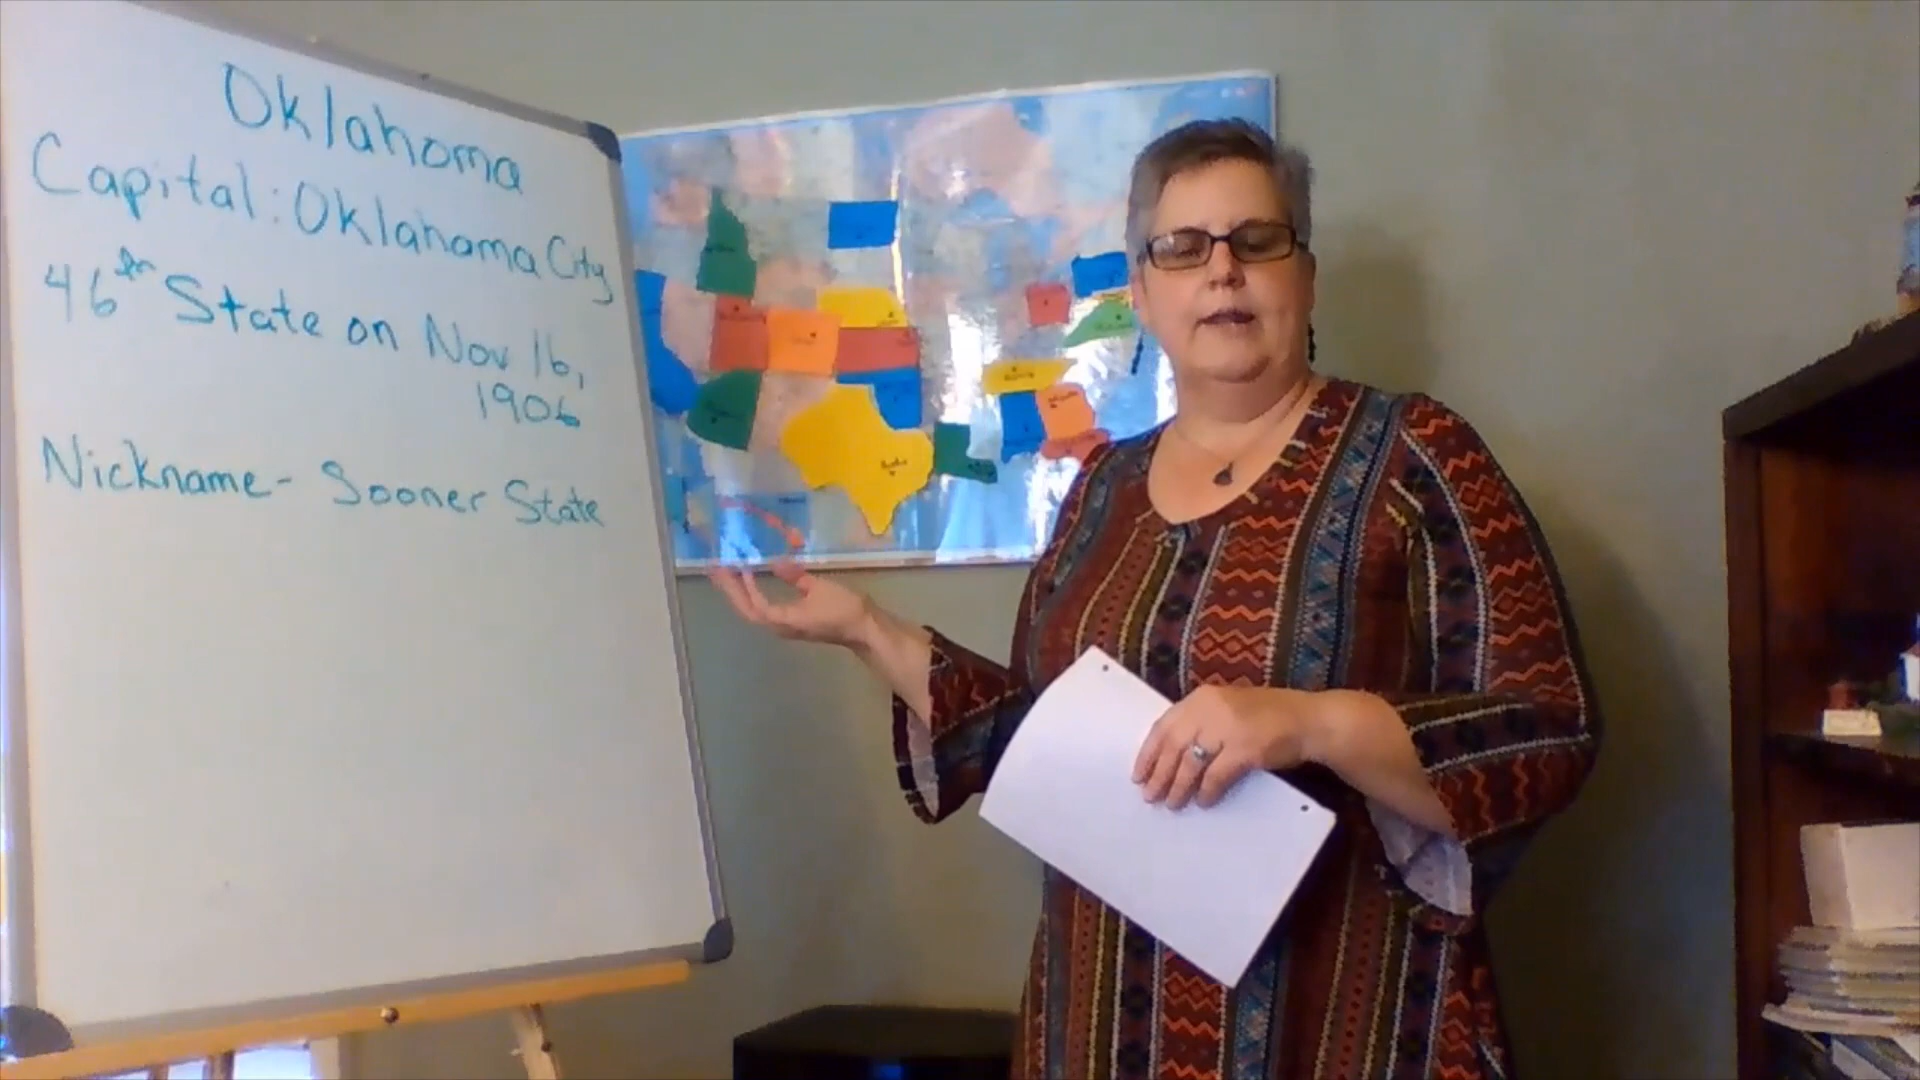 Oklahoma
Capital: Oklahoma City
46th State on Nov 16,
1906
Nickname- Sooner State